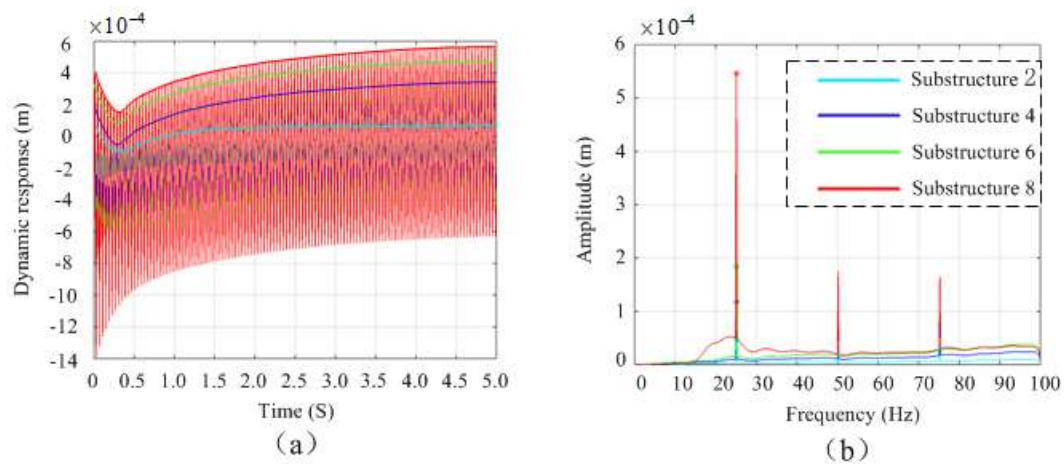 ×10⁻⁴
6
4
2
0
-2
-4
-6
-8
-10
-12
-14
Dynamic response (m)
0 0.5 1.0 1.5 2.0 2.5 3.0 3.5 4.0 4.5 5.0
Time (S)
(a)
×10⁻⁴
6
5
4
3
2
1
0
Amplitude (m)
Substructure 2
Substructure 4
Substructure 6
Substructure 8
0 10 20 30 40 50 60 70 80 90 100
Frequency (Hz)
(b)